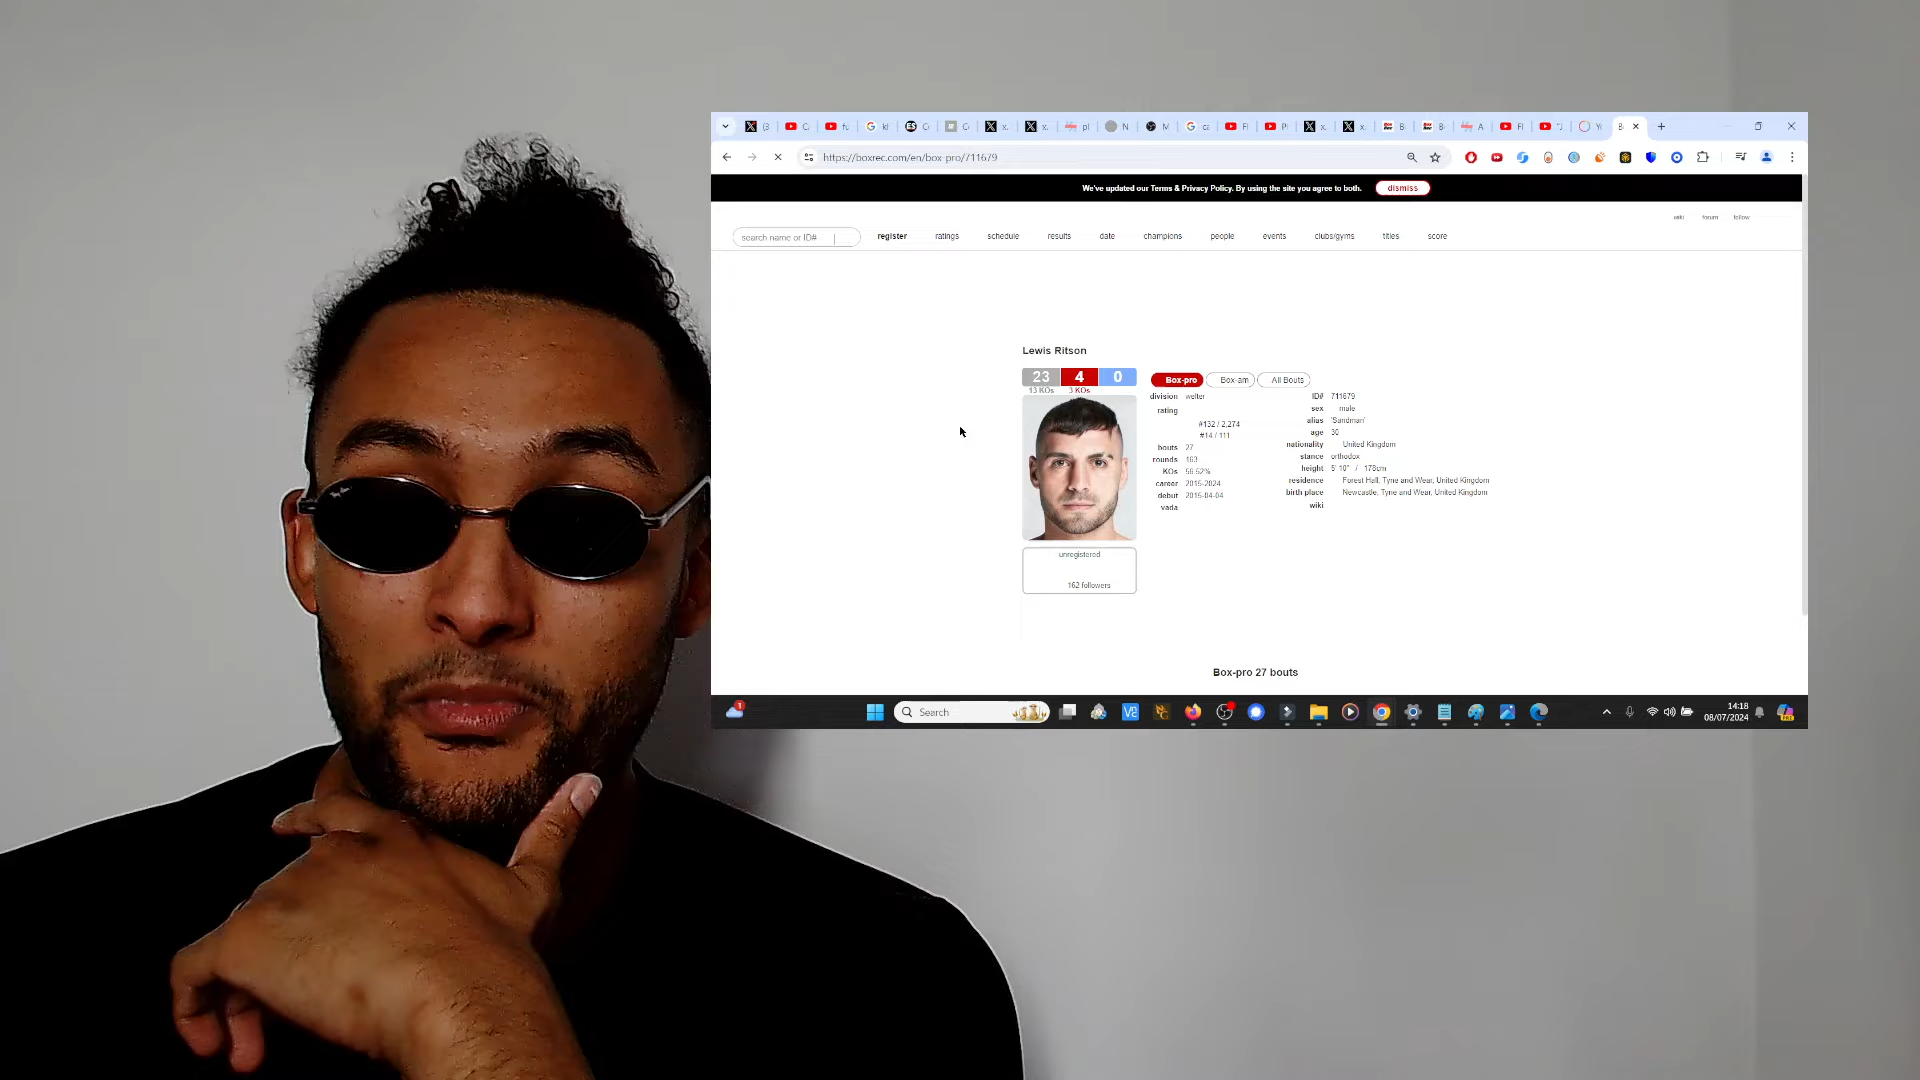 https://boxrec.com/en/box-pro/711679
We've updated our Terms & Privacy Policy. By using the site you agree to both. dismiss
wiki forum follow
search name or ID# register ratings schedule results date champions people events clubs/gyms titles score
Lewis Ritson
23 4 0
13 KOs 3 KOs
Box-pro Box-am All Bouts
division welter ID# 711679
sex male
rating
alias 'Sandman'
#132 / 2,274
age 30
#14 / 111
nationality United Kingdom
bouts 27
stance orthodox
rounds 163
height 5' 10" / 178cm
KOs 56.52%
residence Forest Hall, Tyne and Wear, United Kingdom
career 2015-2024
birth place Newcastle, Tyne and Wear, United Kingdom
debut 2015-04-04
wiki
vada
unregistered
162 followers
Box-pro 27 bouts
Search
14:18
08/07/2024